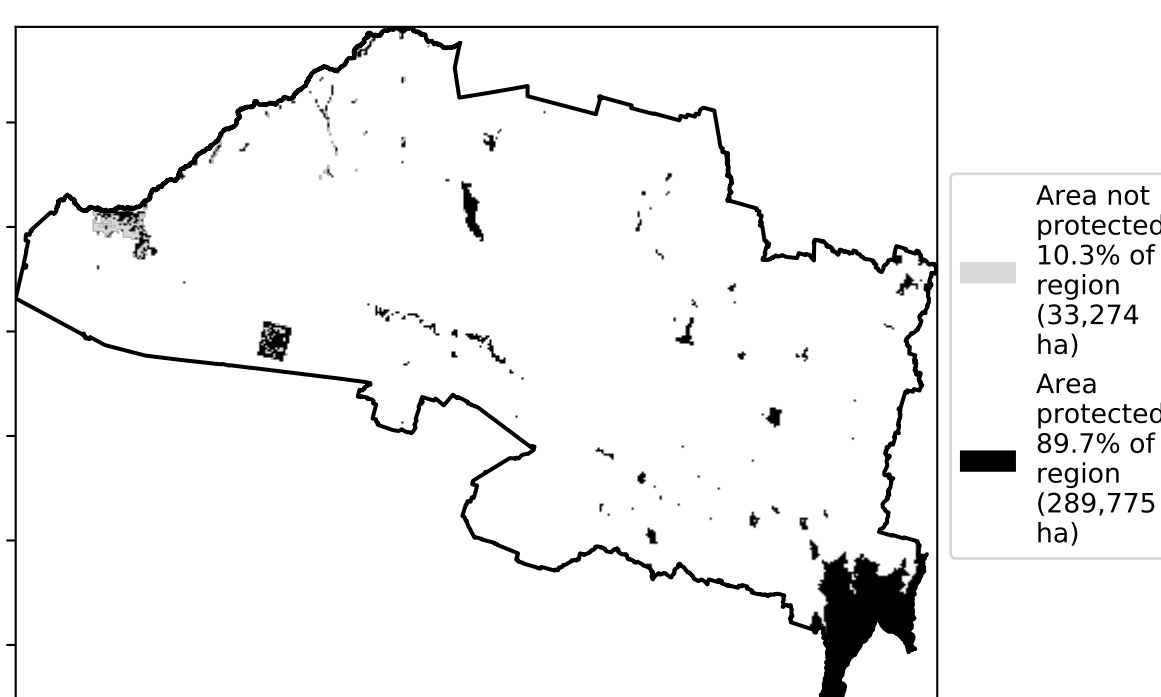 Area not
protected
10.3% of
region
(33,274
ha)
Area
protected
89.7% of
region
(289,775
ha)